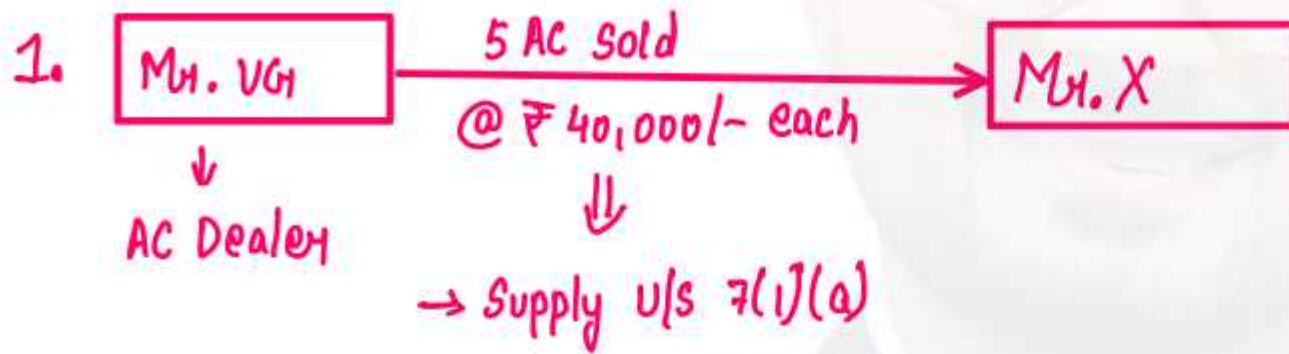 1. Mr. VG 5 AC Sold Mr. X
@ ₹ 40,000/- each
AC Dealer
→ Supply U/S 7(1)(a)